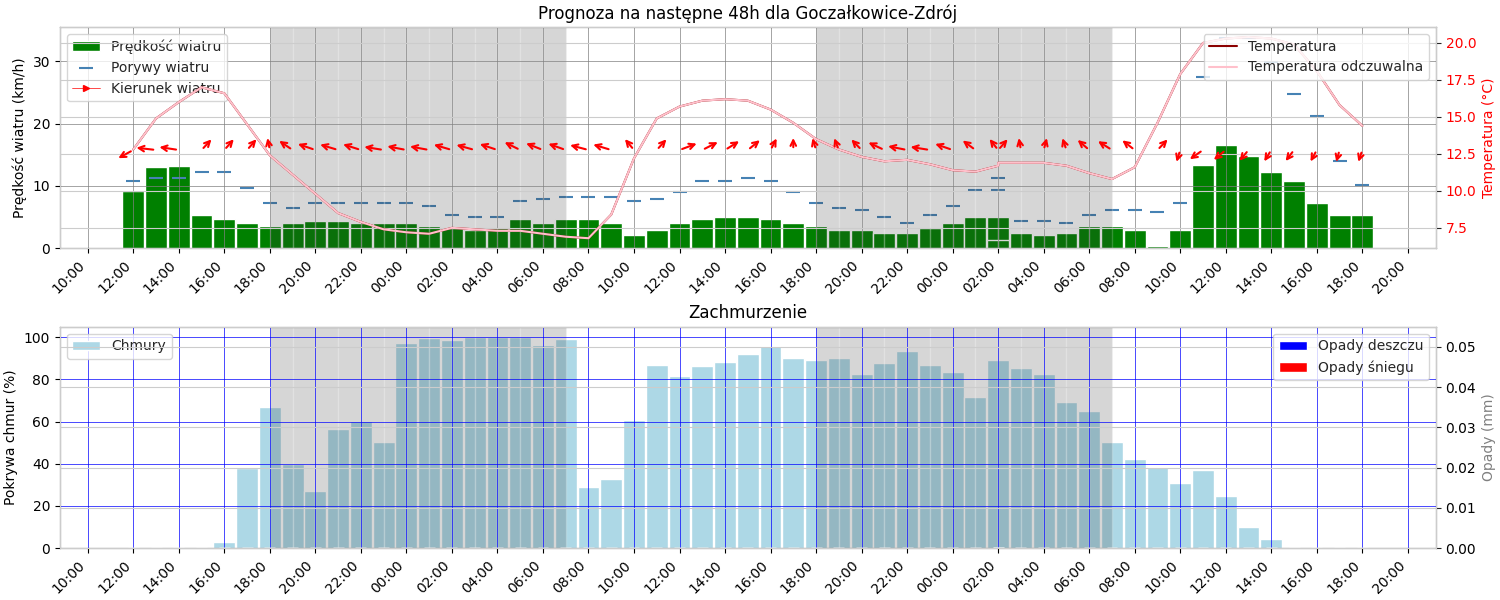 Prognoza na następne 48h dla Goczałkowice-Zdrój
Prędkość wiatru
Porywy wiatru
Kierunek wiatru
Temperatura
Temperatura odczuwalna
Prędkość wiatru (km/h)
30
20
10
0
Temperatura (°C)
20.0
17.5
15.0
12.5
10.0
7.5
10:00 12:00 14:00 16:00 18:00 20:00 22:00 00:00 02:00 04:00 06:00 08:00 10:00 12:00 14:00 16:00 18:00 20:00 22:00 00:00 02:00 04:00 06:00 08:00 10:00 12:00 14:00 16:00 18:00 20:00
Zachmurzenie
Chmury
Opady deszczu
Opady śniegu
Pokrywa chmur (%)
100
80
60
40
20
0
Opady (mm)
0.05
0.04
0.03
0.02
0.01
0.00
10:00 12:00 14:00 16:00 18:00 20:00 22:00 00:00 02:00 04:00 06:00 08:00 10:00 12:00 14:00 16:00 18:00 20:00 22:00 00:00 02:00 04:00 06:00 08:00 10:00 12:00 14:00 16:00 18:00 20:00